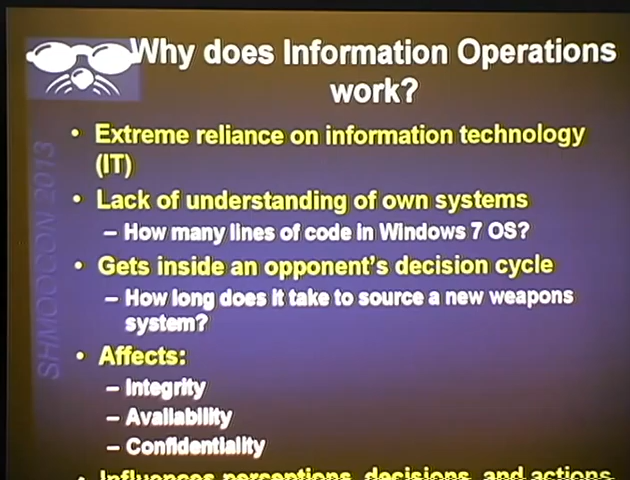 Why does Information Operations
work?
• Extreme reliance on information technology
(IT)
• Lack of understanding of own systems
– How many lines of code in Windows 7 OS?
• Gets inside an opponent's decision cycle
– How long does it take to source a new weapons
system?
• Affects:
– Integrity
– Availability
– Confidentiality
• Influences perceptions, decisions, and actions
SHMOOCON 2013